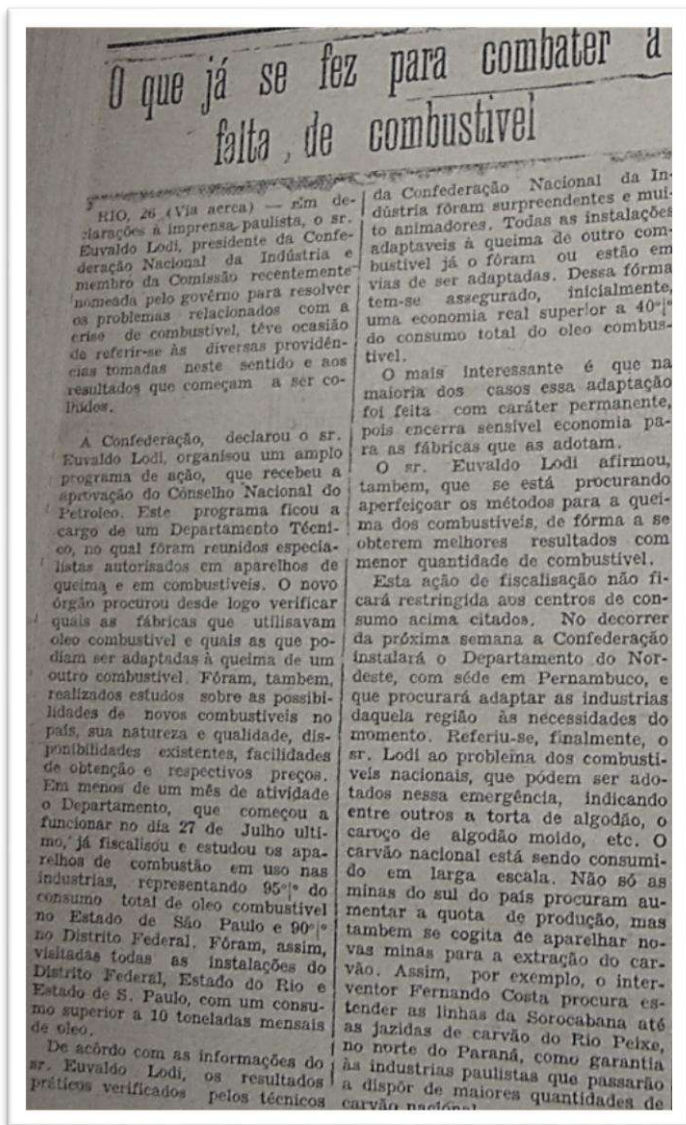 O que já se fez para combater a
falta de combustivel
RIO, 26 (Via aerea) — Em de-
clarações à imprensa paulista, o sr.
Euvaldo Lodi, presidente da Confe-
deração Nacional da Indústria e
membro da Comissão recentemente
nomeada pelo govêrno para resolver
os problemas relacionados com a
crise de combustivel, têve ocasião
de referir-se às diversas providên-
cias tomadas neste sentido e aos
resultados que começam a ser co-
lhidos.
A Confederação, declarou o sr.
Euvaldo Lodi, organisou um amplo
programa de ação, que recebeu a
aprovação do Conselho Nacional do
Petroleo. Este programa ficou a
cargo de um Departamento Técni-
co, no qual fôram reunidos especia-
listas autorisados em aparelhos de
queima e em combustiveis. O novo
órgão procurou desde logo verificar
quais as fábricas que utilisavam
oleo combustivel e quais as que po-
diam ser adaptadas à queima de um
outro combustivel. Fôram, tambem,
realizados estudos sobre as possibi-
lidades de novos combustiveis no
país, sua natureza e qualidade, dis-
ponibilidades existentes, facilidades
de obtenção e respectivos preços.
Em menos de um mês de atividade
o Departamento, que começou a
funcionar no dia 27 de Julho ulti-
mo, já fiscalisou e estudou os apa-
relhos de combustão em uso nas
industrias, representando 95°|° do
consumo total de oleo combustivel
no Estado de São Paulo e 90°|°
no Distrito Federal. Fôram, assim,
visitadas todas as instalações do
Distrito Federal, Estado do Rio e
Estado de S. Paulo, com um consu-
mo superior a 10 toneladas mensais
de oleo.
De acôrdo com as informações do
sr. Euvaldo Lodi, os resultados
práticos verificados pelos técnicos
da Confederação Nacional da In-
dústria fôram surpreendentes e mui-
to animadores. Todas as instalações
adaptaveis à queima de outro com-
bustivel já o fôram ou estão em
vias de ser adaptadas. Dessa fórma
tem-se assegurado, inicialmente,
uma economia real superior a 40°|°
do consumo total do oleo combus-
tivel.
O mais interessante é que na
maioria dos casos essa adaptação
foi feita com caráter permanente,
pois encerra sensivel economia pa-
ra as fábricas que as adotam.
O sr. Euvaldo Lodi afirmou,
tambem, que se está procurando
aperfeiçoar os métodos para a quei-
ma dos combustiveis, de fórma a se
obterem melhores resultados com
menor quantidade de combustivel.
Esta ação de fiscalisação não fi-
cará restringida aos centros de con-
sumo acima citados. No decorrer
da próxima semana a Confederação
instalará o Departamento do Nor-
deste, com séde em Pernambuco, e
que procurará adaptar as industrias
daquela região às necessidades do
momento. Referiu-se, finalmente, o
sr. Lodi ao problema dos combusti-
veis nacionais, que pódem ser ado-
tados nessa emergência, indicando
entre outros a torta de algodão, o
caroço de algodão moido, etc. O
carvão nacional está sendo consumi-
do em larga escala. Não só as
minas do sul do país procuram au-
mentar a quota de produção, mas
tambem se cogita de aparelhar no-
vas minas para a extração do car-
vão. Assim, por exemplo, o inter-
ventor Fernando Costa procura es-
tender as linhas da Sorocabana até
as jazidas de carvão do Rio Peixe,
no norte do Paraná, como garantia
às industrias paulistas que passarão
a dispôr de maiores quantidades de
carvão nacional.